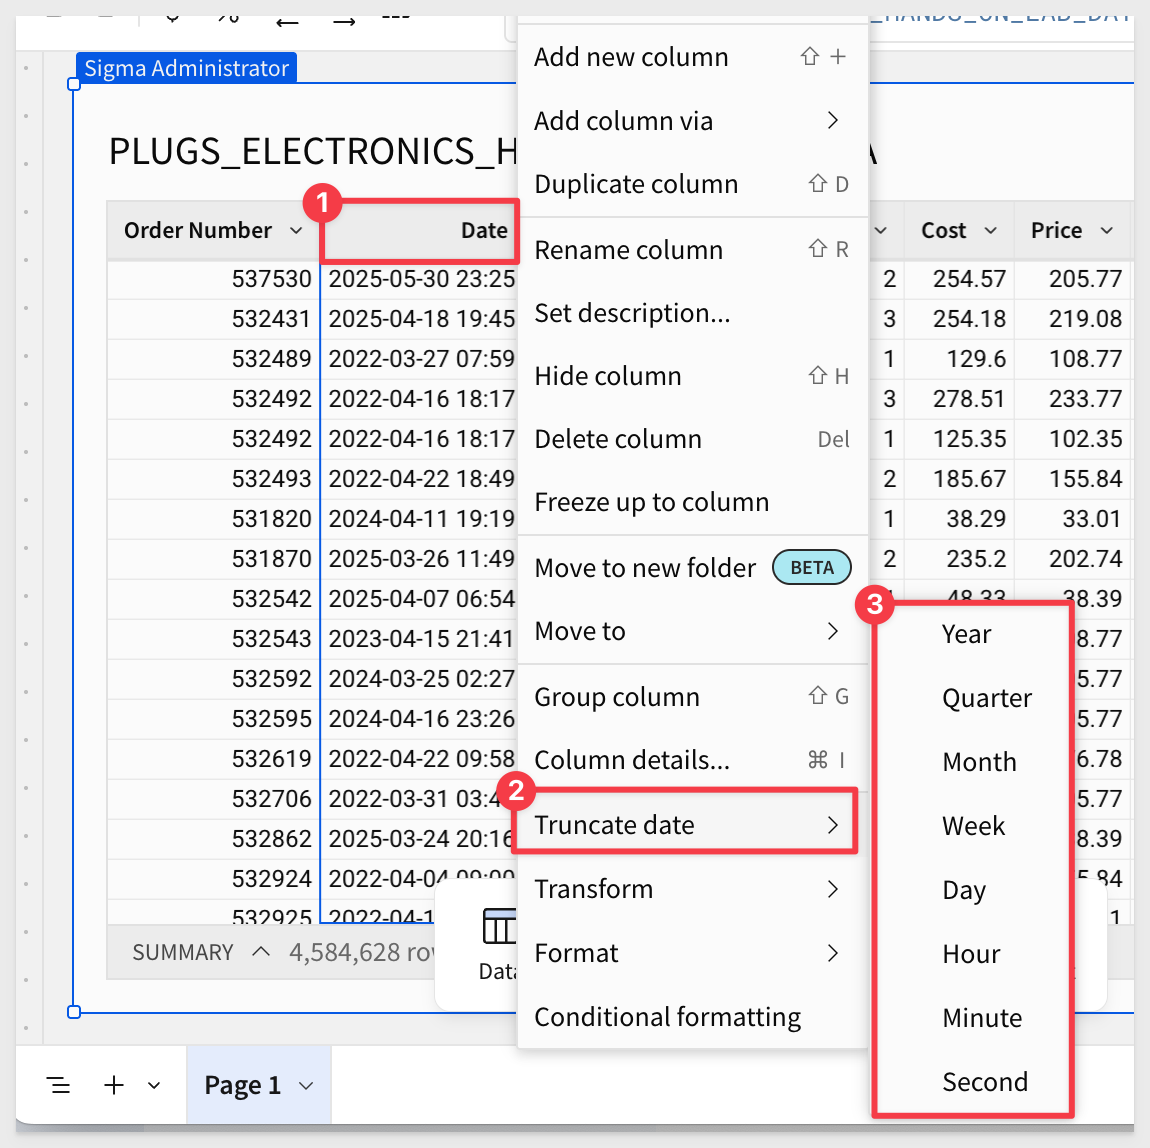 Sigma Administrator
PLUGS_ELECTRONICS_H
Order Number
1
Date
Cost
Price
537530 2025-05-30 23:25 2 254.57 205.77
532431 2025-04-18 19:45 3 254.18 219.08
532489 2022-03-27 07:59 1 129.6 108.77
532492 2022-04-16 18:17 3 278.51 233.77
532492 2022-04-16 18:17 1 125.35 102.35
532493 2022-04-22 18:49 2 185.67 155.84
531820 2024-04-11 19:19 1 38.29 33.01
531870 2025-03-26 11:49 2 235.2 202.74
532542 2025-04-07 06:54 48.33 38.39
532543 2023-04-15 21:41 8.77
532592 2024-03-25 02:27 5.77
532595 2024-04-16 23:26 5.77
532619 2022-04-22 09:58 6.78
532706 2022-03-31 03:4 5.77
532862 2025-03-24 20:16 8.39
532924 2022-04-04 09:09 5.84
532925 2022-04-1 1
SUMMARY 4,584,628 ro
Data
Page 1
Add new column ⇧ +
Add column via
Duplicate column ⇧ D
Rename column ⇧ R
Set description...
Hide column ⇧ H
Delete column Del
Freeze up to column
Move to new folder BETA
Move to
Group column ⇧ G
Column details... ⌘ I
2
Truncate date
Transform
Format
Conditional formatting
3
Year
Quarter
Month
Week
Day
Hour
Minute
Second